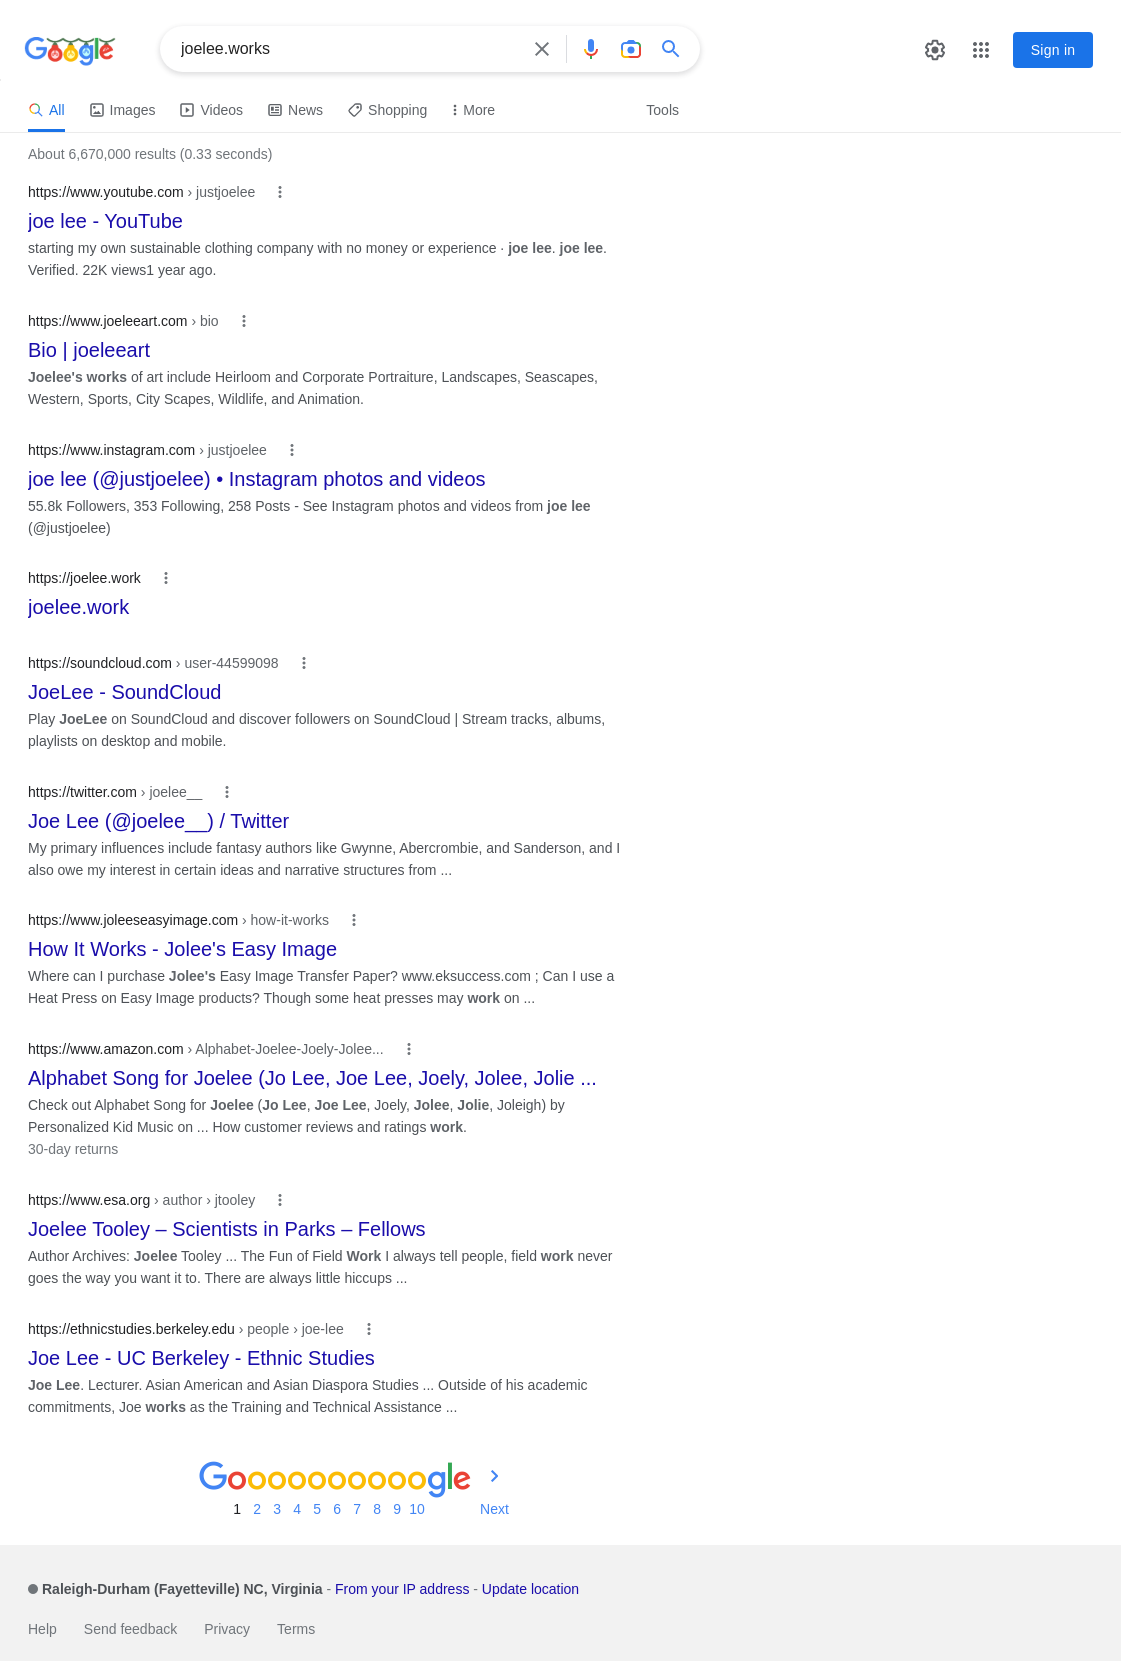 Google
joelee.works
Sign in
All
Images
Videos
News
Shopping
More
Tools
About 6,670,000 results (0.33 seconds)
https://www.youtube.com › justjoelee
joe lee - YouTube
starting my own sustainable clothing company with no money or experience · joe lee. joe lee.
Verified. 22K views1 year ago.
https://www.joeleeart.com › bio
Bio | joeleeart
Joelee's works of art include Heirloom and Corporate Portraiture, Landscapes, Seascapes,
Western, Sports, City Scapes, Wildlife, and Animation.
https://www.instagram.com › justjoelee
joe lee (@justjoelee) • Instagram photos and videos
55.8k Followers, 353 Following, 258 Posts - See Instagram photos and videos from joe lee
(@justjoelee)
https://joelee.work
joelee.work
https://soundcloud.com › user-44599098
JoeLee - SoundCloud
Play JoeLee on SoundCloud and discover followers on SoundCloud | Stream tracks, albums,
playlists on desktop and mobile.
https://twitter.com › joelee__
Joe Lee (@joelee__) / Twitter
My primary influences include fantasy authors like Gwynne, Abercrombie, and Sanderson, and I
also owe my interest in certain ideas and narrative structures from ...
https://www.joleeseasyimage.com › how-it-works
How It Works - Jolee's Easy Image
Where can I purchase Jolee's Easy Image Transfer Paper? www.eksuccess.com ; Can I use a
Heat Press on Easy Image products? Though some heat presses may work on ...
https://www.amazon.com › Alphabet-Joelee-Joely-Jolee...
Alphabet Song for Joelee (Jo Lee, Joe Lee, Joely, Jolee, Jolie ...
Check out Alphabet Song for Joelee (Jo Lee, Joe Lee, Joely, Jolee, Jolie, Joleigh) by
Personalized Kid Music on ... How customer reviews and ratings work.
30-day returns
https://www.esa.org › author › jtooley
Joelee Tooley – Scientists in Parks – Fellows
Author Archives: Joelee Tooley ... The Fun of Field Work I always tell people, field work never
goes the way you want it to. There are always little hiccups ...
https://ethnicstudies.berkeley.edu › people › joe-lee
Joe Lee - UC Berkeley - Ethnic Studies
Joe Lee. Lecturer. Asian American and Asian Diaspora Studies ... Outside of his academic
commitments, Joe works as the Training and Technical Assistance ...
Goooooooooogle
1 2 3 4 5 6 7 8 9 10 Next
Raleigh-Durham (Fayetteville) NC, Virginia - From your IP address - Update location
Help Send feedback Privacy Terms